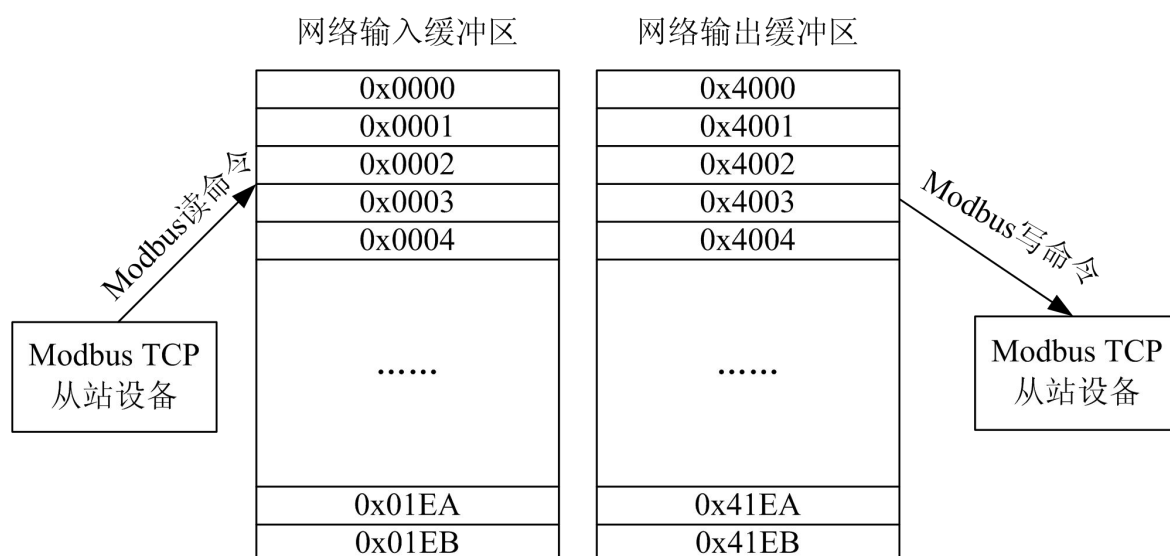 网络输入缓冲区
网络输出缓冲区
0x0000
0x4000
0x0001
0x4001
0x0002
0x4002
0x0003
0x4003
0x0004
0x4004
Modbus读命令
Modbus写命令
Modbus TCP
从站设备
……
……
Modbus TCP
从站设备
0x01EA
0x41EA
0x01EB
0x41EB